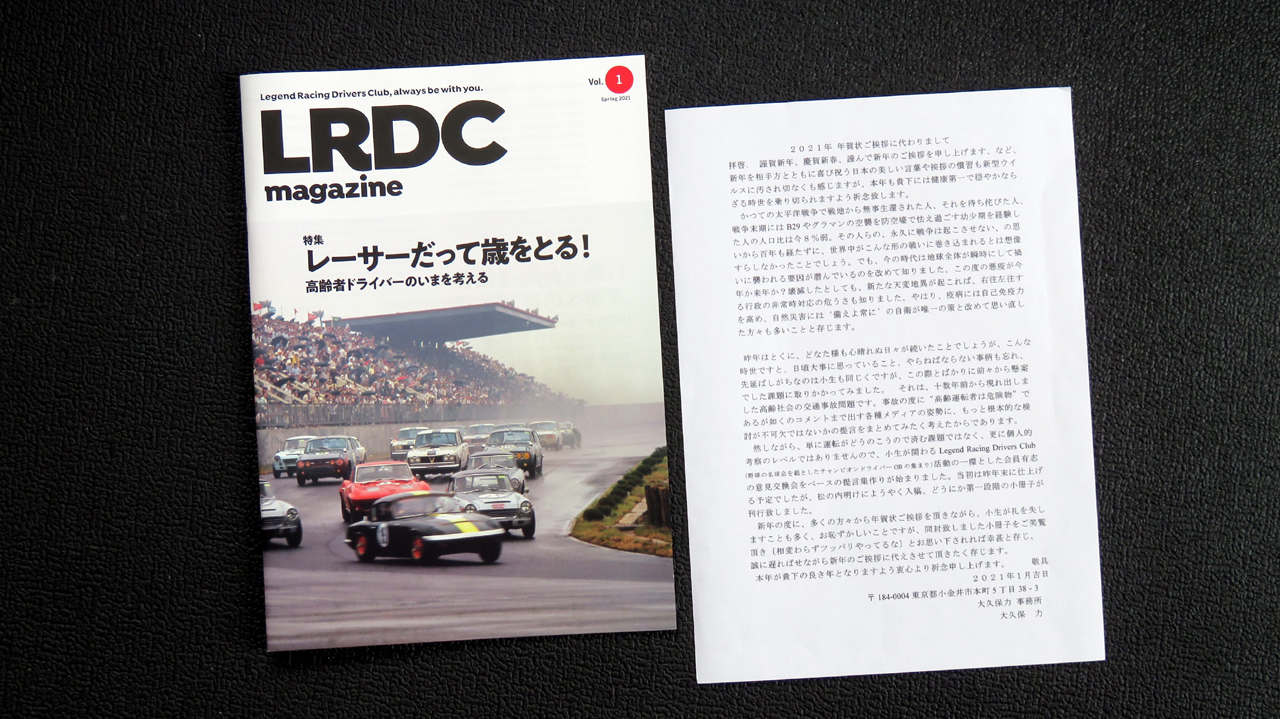 Legend Racing Drivers Club, always be with you.
Vol. 1
Spring 2021
LRDC
magazine
特集
レーサーだって歳をとる!
高齢者ドライバーのいまを考える
2021年 年賀状ご挨拶に代わりまして
拝啓. 謹賀新年、慶賀新春、謹んで新年のご挨拶を申し上げます、など、
新年を相手方とともに喜び祝う日本の美しい言葉や挨拶の慣習も新型ウイ
ルスに汚され切なくも感じますが、本年も貴下には健康第一で穏やかなら
ざる時世を乗り切られますよう祈念致します。
かつての太平洋戦争で戦地から無事生還された人、それを待ち侘びた人、
戦争末期には B29 やグラマンの空襲を防空壕で怯え過ごす幼少期を経験し
た人の人口比は今8%弱。その人らの、永久に戦争は起こさせない、の思
いから百年も経たずに、世界中がこんな形の戦いに巻き込まれるとは想像
すらしなかったことでしょう。でも、今の時代は地球全体が瞬時にして禍
いに襲われる要因が潜んでいるのを改めて知りました。この度の悪疫が今
年か来年か?壊滅したとしても、新たな天変地異が起これば、右往左往す
る行政の非常時対応の危うさも知りました。やはり、疫病には自己免疫力
を高め、自然災害には‘備えよ常に’の自衛が唯一の策と改めて思い直し
た方々も多いことと存じます。
昨年はとくに、どなた様も心晴れぬ日々が続いたことでしょうが、こんな
時世ですと、日頃大事に思っていること、やらねばならない事柄も忘れ、
先延ばしがちなのは小生も同じくですが、この際とばかりに前々から懸案
でした課題に取りかかってみました。 それは、十数年前から現れ出しま
した高齢社会の交通事故問題です。事故の度に“高齢運転者は危険物”で
あるが如くのコメントまで出す各種メディアの姿勢に、もっと根本的な検
討が不可欠ではないかの提言をまとめてみたく考えたからであります。
然しながら、単に運転がどうのこうので済む課題ではなく、更に個人的
考察のレベルではありませんので、小生が関わる Legend Racing Drivers Club
(野球の名球会を範としたチャンピオンドライバーOBの集まり)活動の一環とした会員有志
の意見交換会をベースの提言集作りが始まりました。当初は昨年末に仕上げ
る予定でしたが、松の内明けにようやく入稿、どうにか第一段階の小冊子が
刊行致しました。
新年の度に、多くの方々から年賀状ご挨拶を頂きながら、小生が礼を失し
ますことも多く、お恥ずかしいことですが、同封致しました小冊子をご笑覧
頂き〔相変わらずツッパリやってるな〕とお思い下されれば幸甚と存じ、
誠に遅ればせながら新年のご挨拶に代えさせて頂きたく存じます。
本年が貴下の良き年となりますよう衷心より祈念申し上げます。 敬具
2021年1月吉日
〒184-0004 東京都小金井市本町5丁目38-3
大久保力 事務所
大久保 力